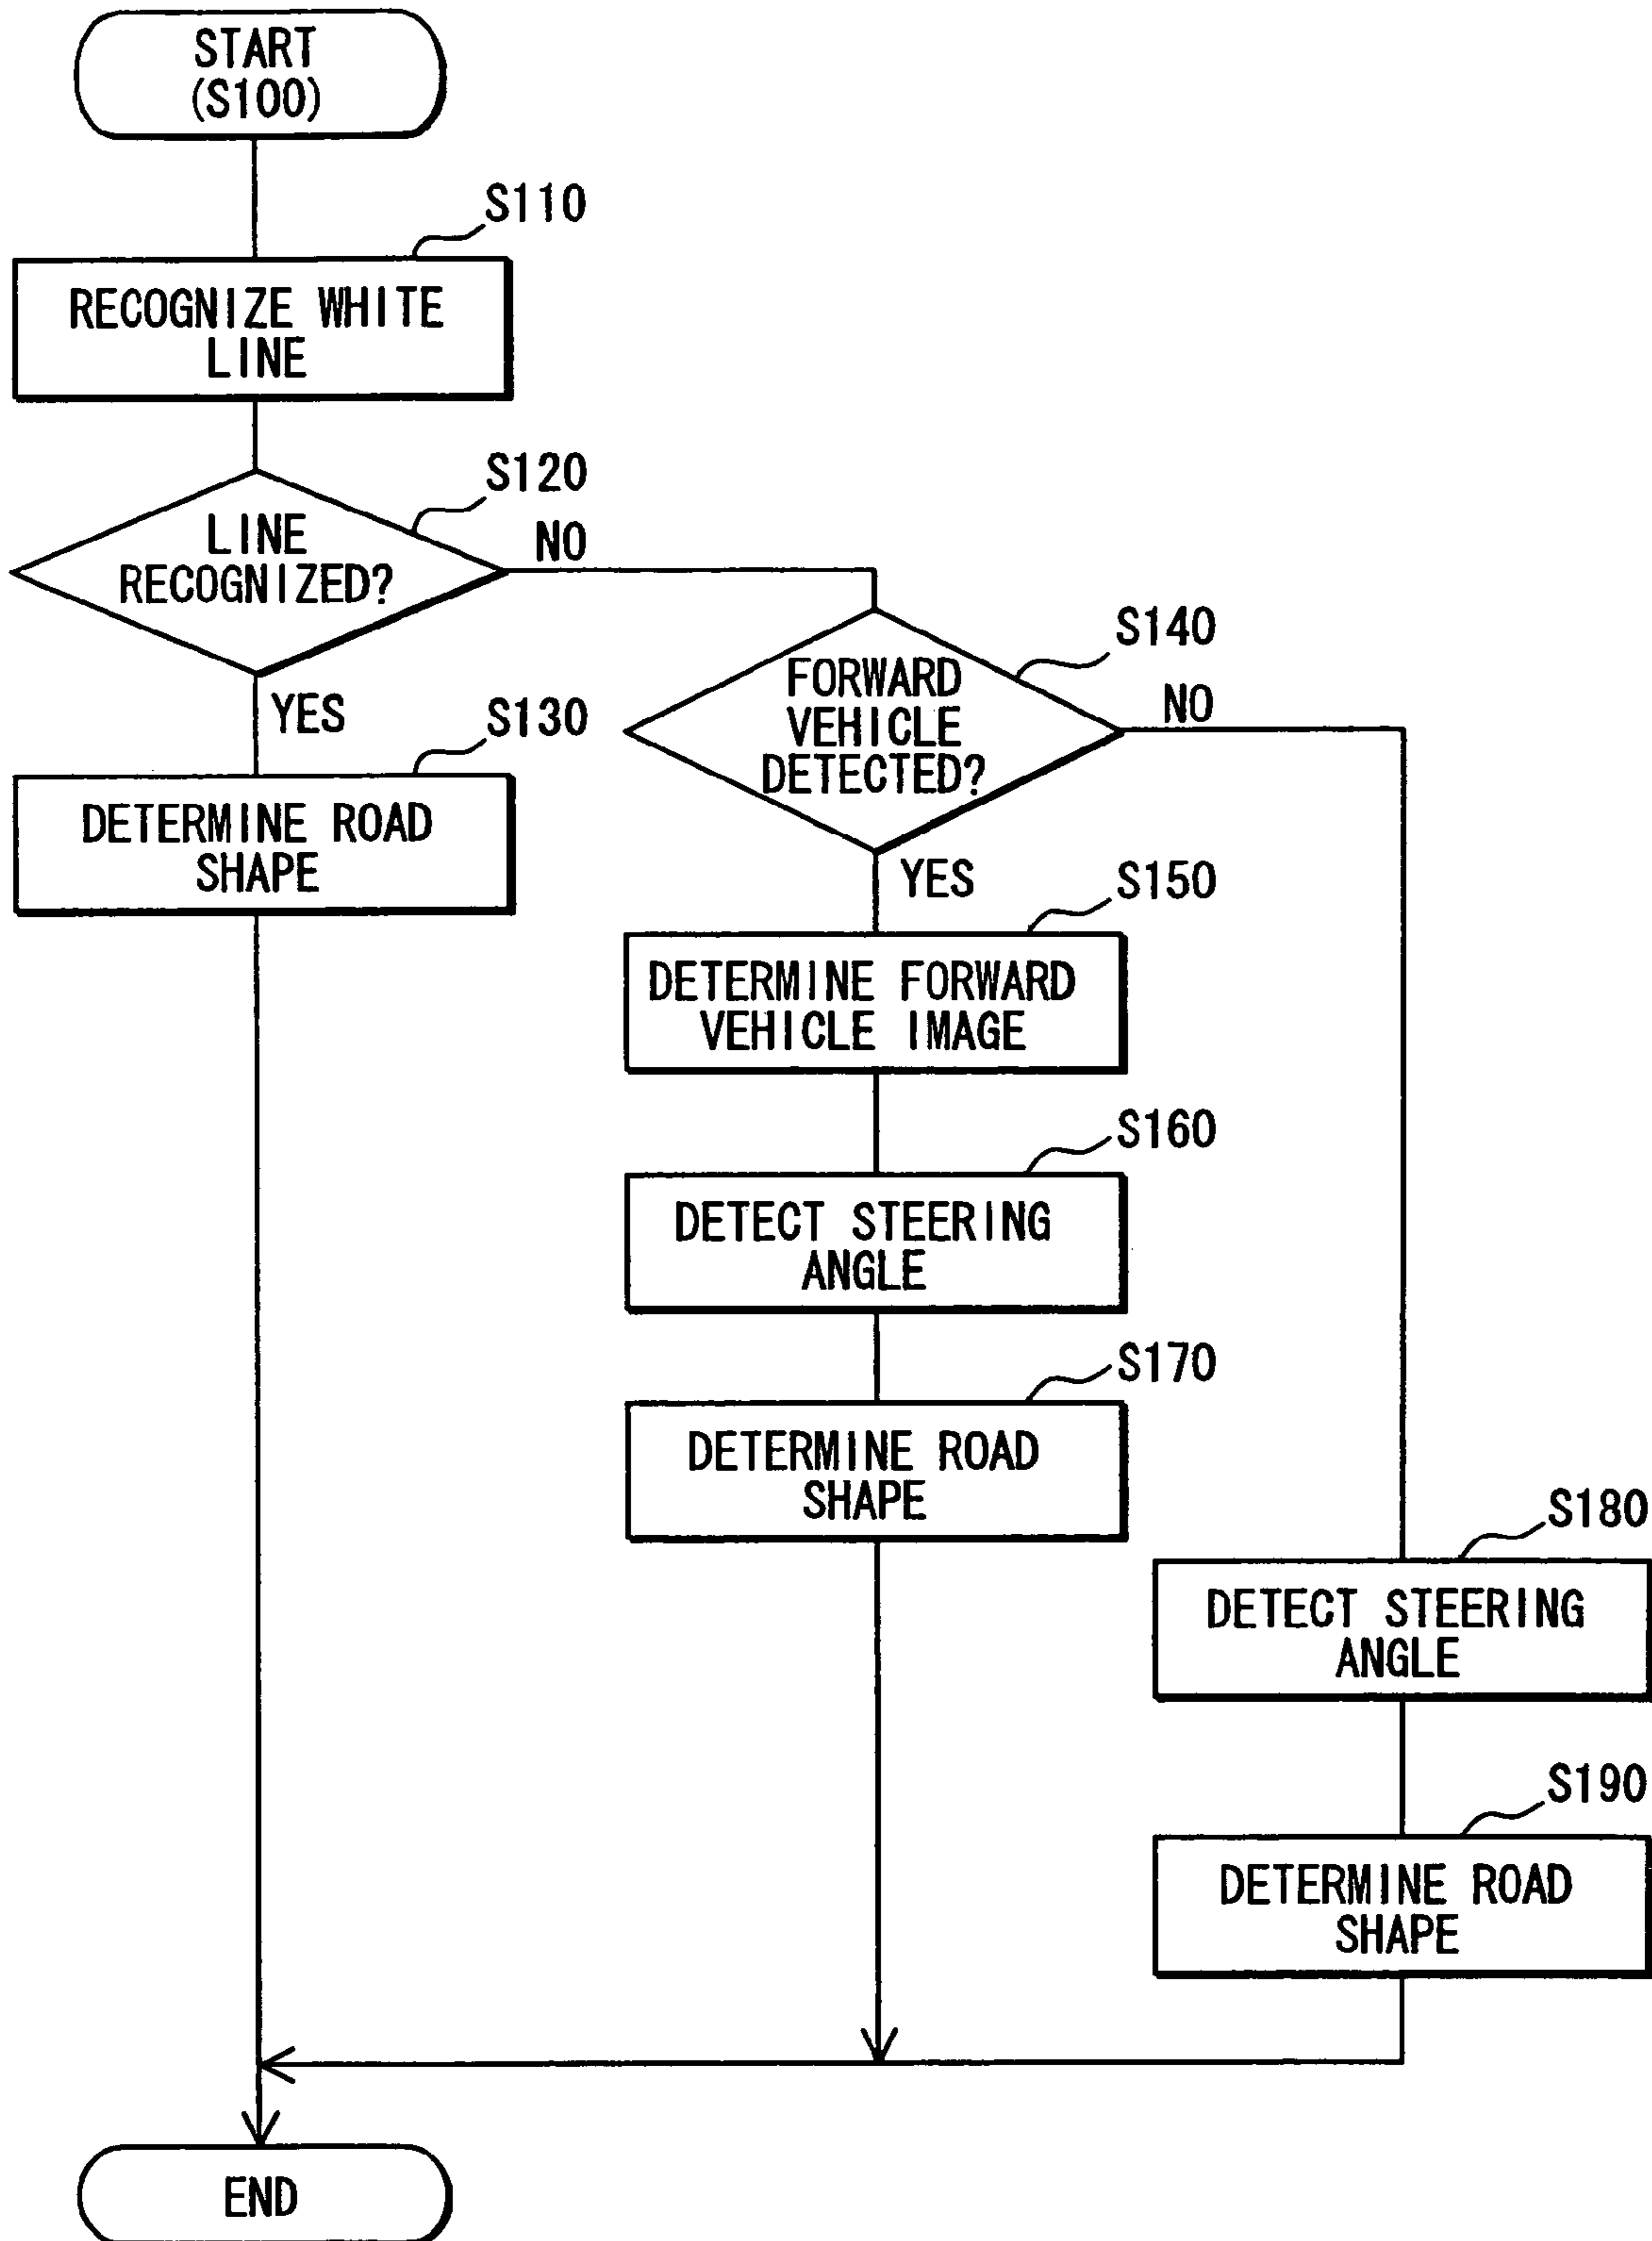 START
(S100)
S110
RECOGNIZE WHITE
LINE
S120
LINE
RECOGNIZED?
NO
YES
S130
DETERMINE ROAD
SHAPE
S140
FORWARD
VEHICLE
DETECTED?
NO
YES
S150
DETERMINE FORWARD
VEHICLE IMAGE
S160
DETECT STEERING
ANGLE
S170
DETERMINE ROAD
SHAPE
S180
DETECT STEERING
ANGLE
S190
DETERMINE ROAD
SHAPE
END